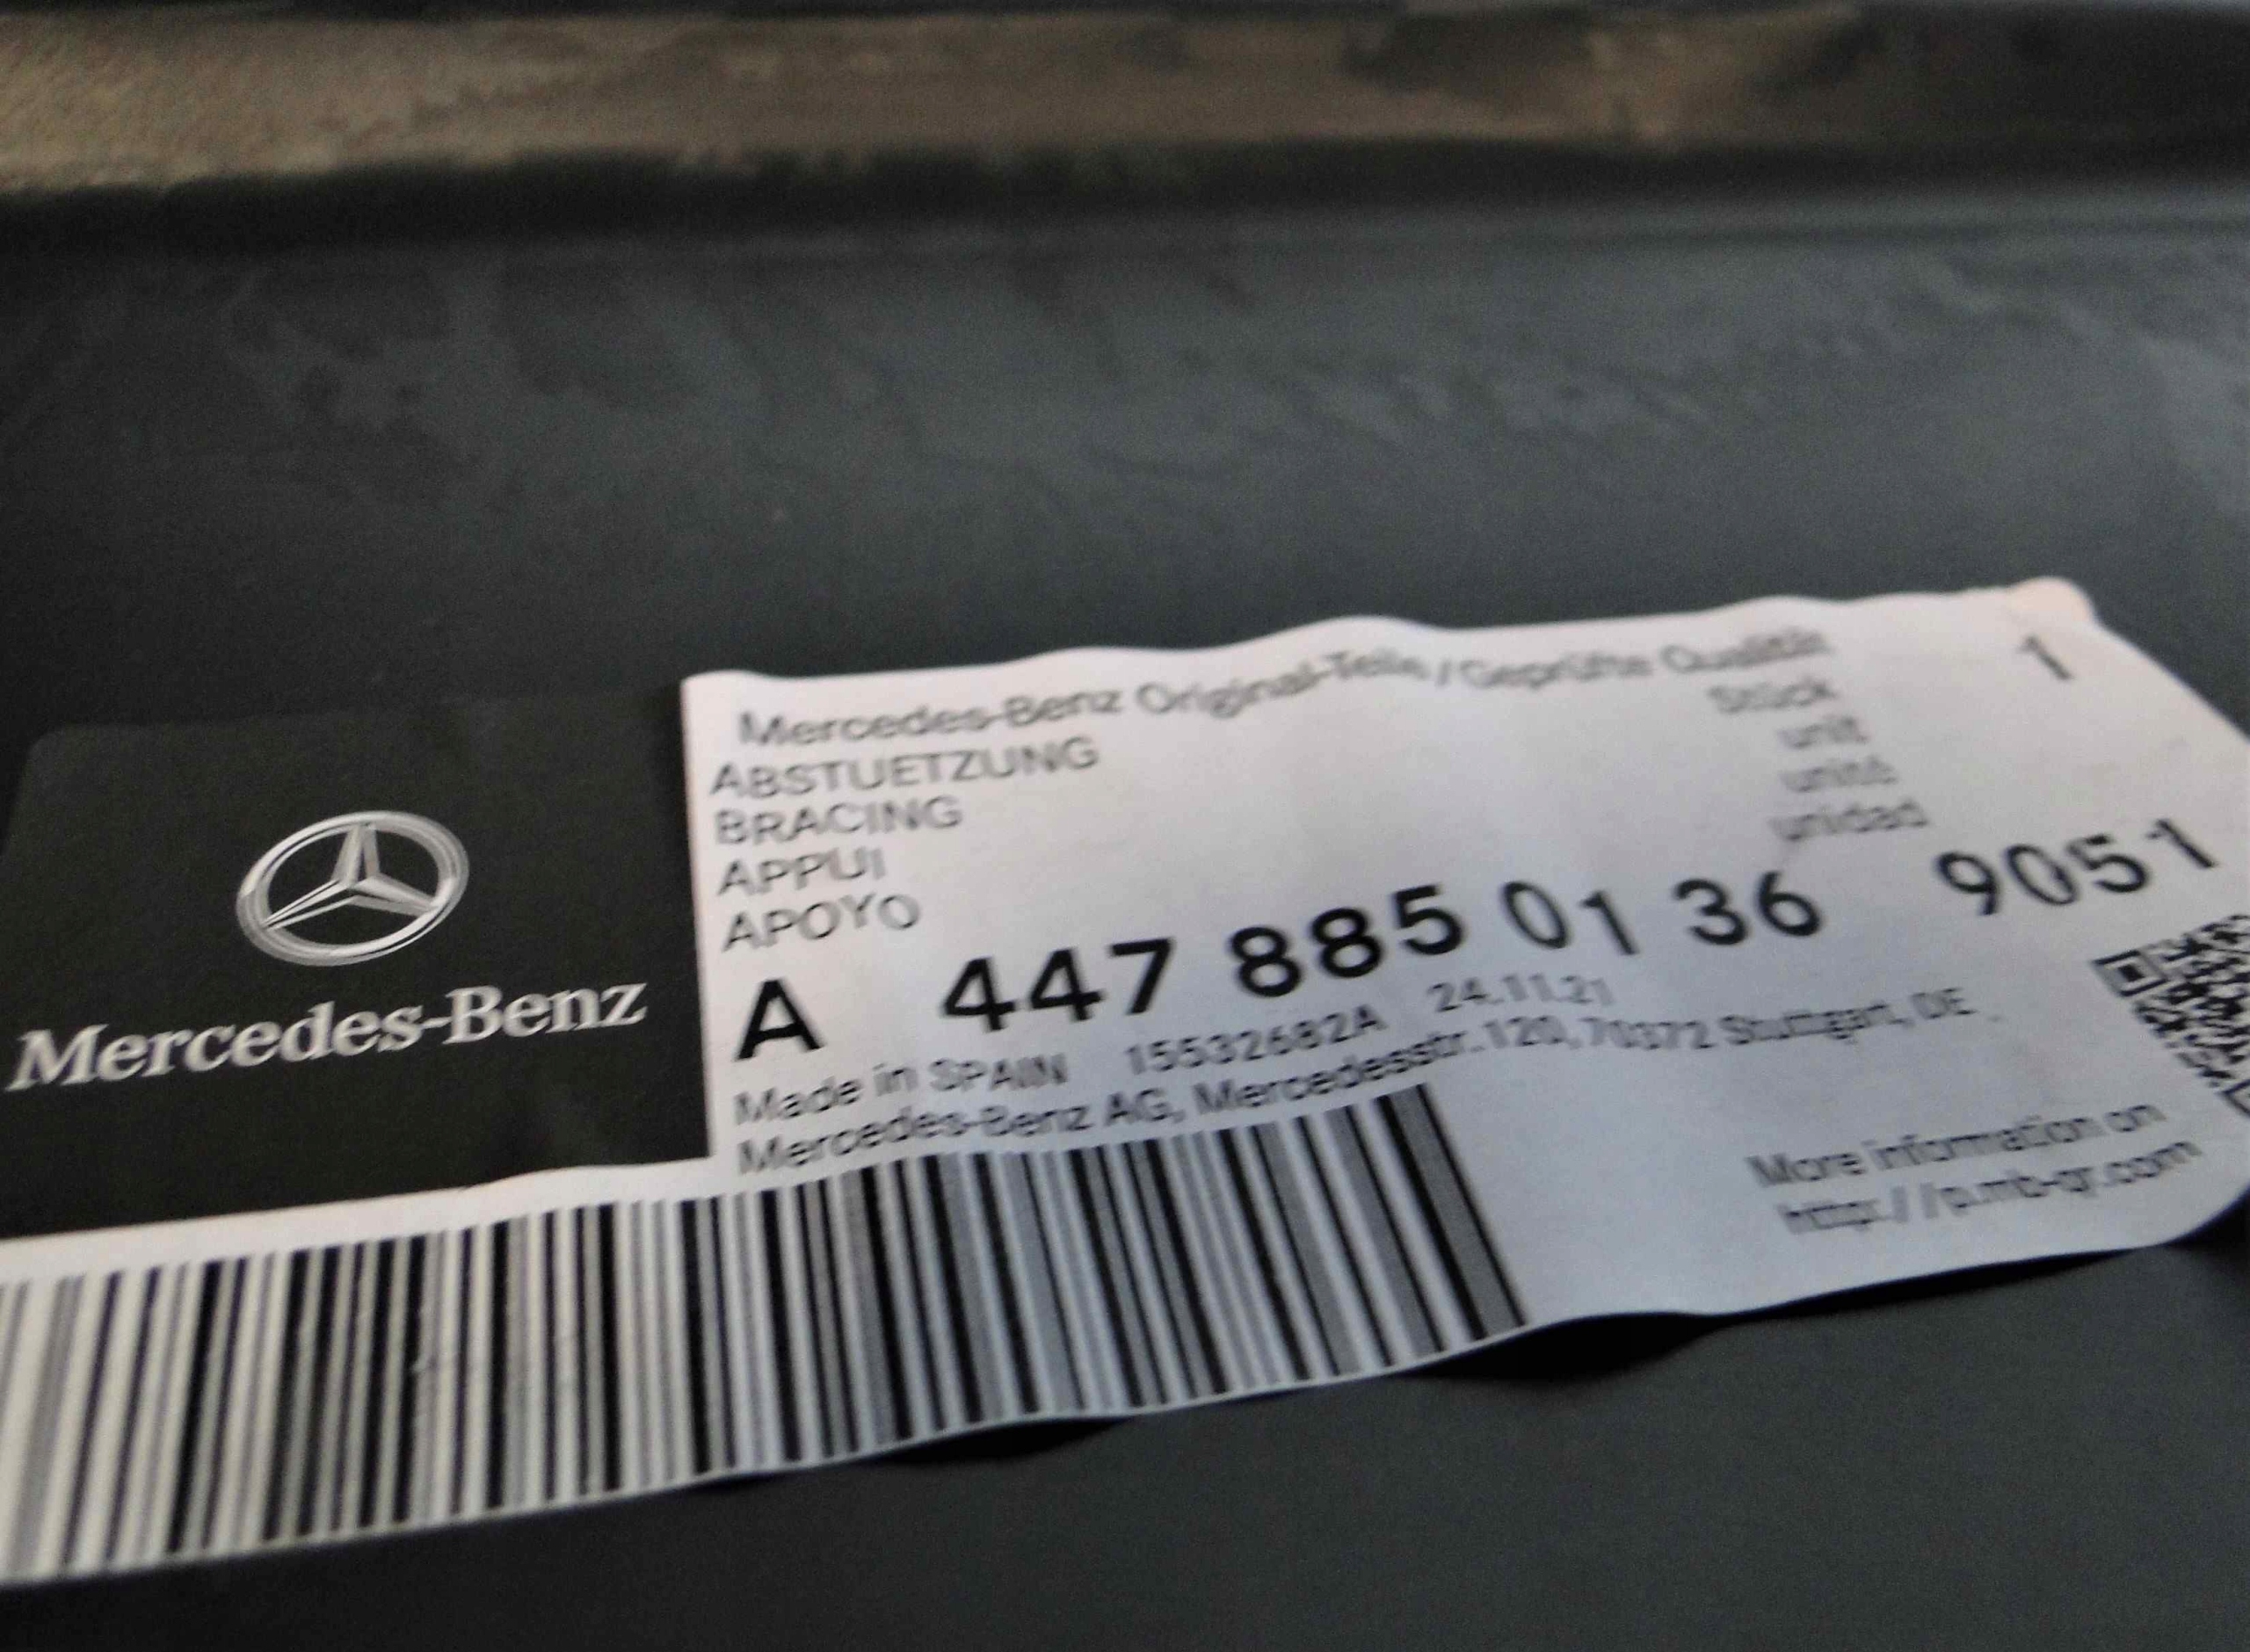 Mercedes-Benz
Mercedes-Benz Original-Teile / Geprüfte Qualität
ABSTUETZUNG
BRACING
APPUI
APOYO
Stück 1
unit
unité
unidad
A 447 885 01 36 9051
Made in SPAIN 15532682A 24.11.21
Mercedes-Benz AG, Mercedesstr. 120, 70372 Stuttgart, DE
More information on
http://p.mb-gr.com